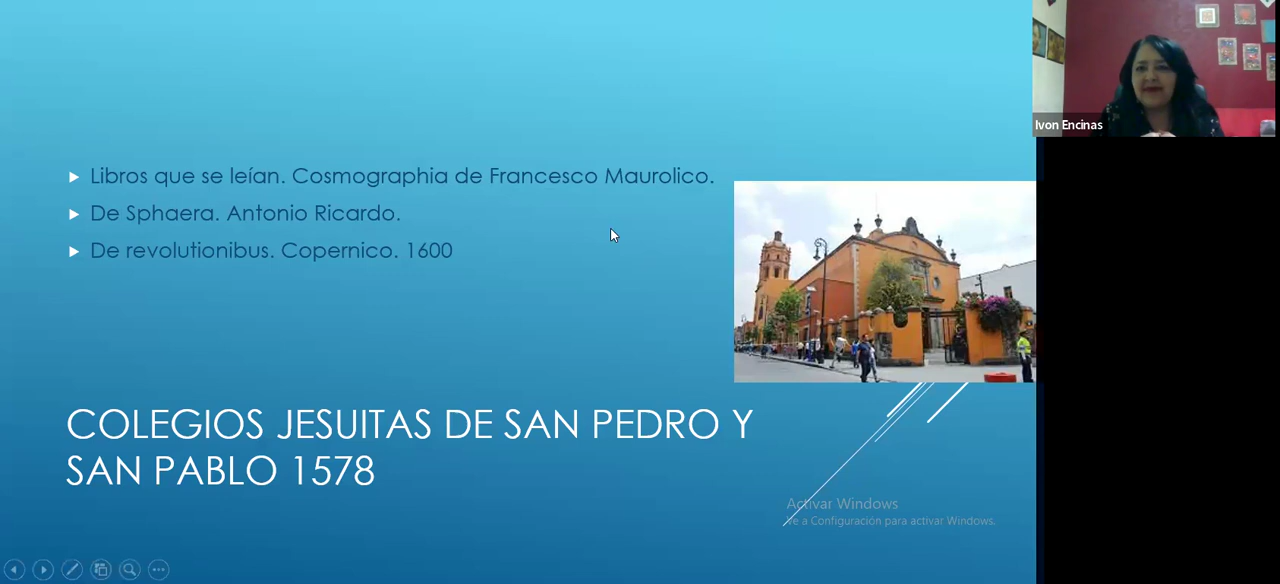 Libros que se leían. Cosmographia de Francesco Maurolico.
De Sphaera. Antonio Ricardo.
De revolutionibus. Copernico. 1600
COLEGIOS JESUITAS DE SAN PEDRO Y
SAN PABLO 1578
Activar Windows
Ve a Configuración para activar Windows.
Ivon Encinas